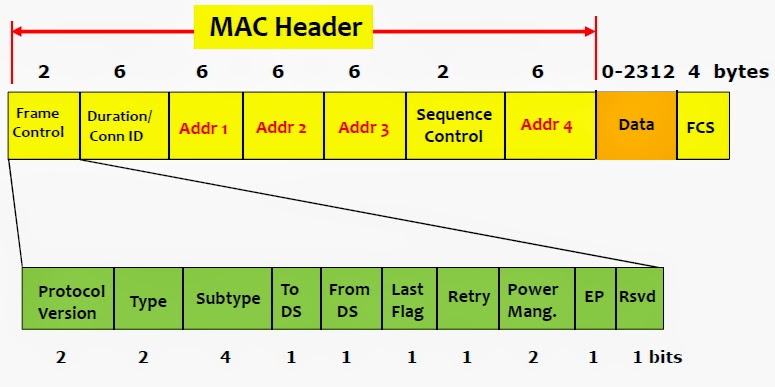 MAC Header
2 6 6 6 6 2 6 0-2312 4 bytes
Frame
Control
Duration/
Conn ID
Addr 1
Addr 2
Addr 3
Sequence
Control
Addr 4
Data
FCS
Protocol
Version
Type
Subtype
To
DS
From
DS
Last
Flag
Retry
Power
Mang.
EP
Rsvd
2 2 4 1 1 1 1 2 1 1 bits